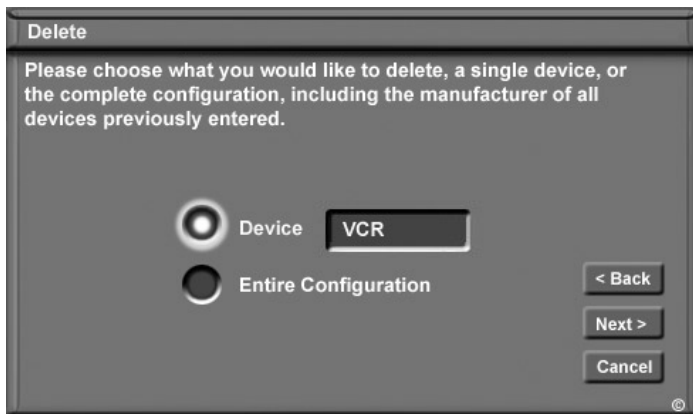 Delete
Please choose what you would like to delete, a single device, or
the complete configuration, including the manufacturer of all
devices previously entered.
Device VCR
Entire Configuration
< Back
Next >
Cancel
©